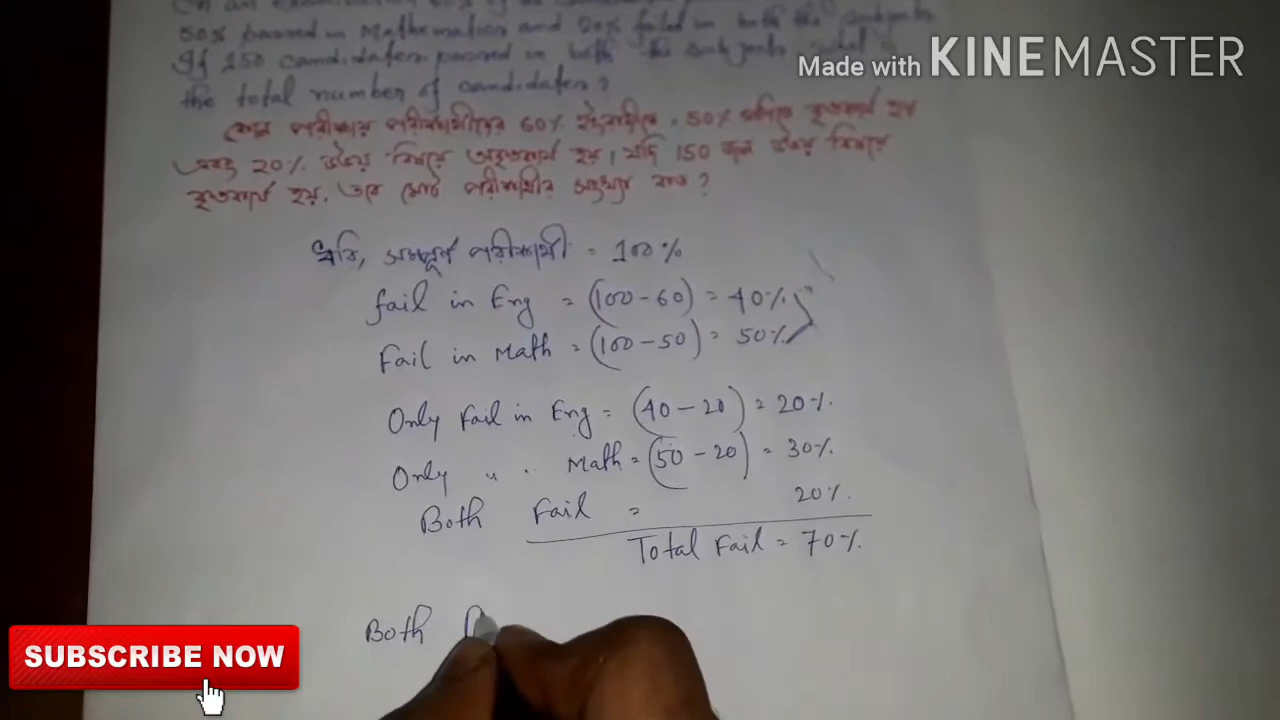 50% passed in Mathematics and 20% failed in both the subjects
If 150 candidates passed in both the subjects
the total number of candidates?
Made with KINEMASTER
কোন পরীক্ষায় পরীক্ষার্থীদের 60% ইংরাজীতে, 50% গনিতে কৃতকার্য হয়
এবং 20% উভয় বিষয়ে অকৃতকার্য হয়। যদি 150 জন উভয় বিষয়ে
কৃতকার্য হয়, তবে মোট পরীক্ষার্থীর সংখ্যা কত?
ধরি, সম্পূর্ণ পরীক্ষার্থী = 100%
fail in Eng = (100-60) = 40%
Fail in Math = (100-50) = 50%
Only Fail in Eng = (40-20) = 20%
Only " " Math = (50-20) = 30%
Both Fail = 20%
Total Fail = 70%
Both
SUBSCRIBE NOW